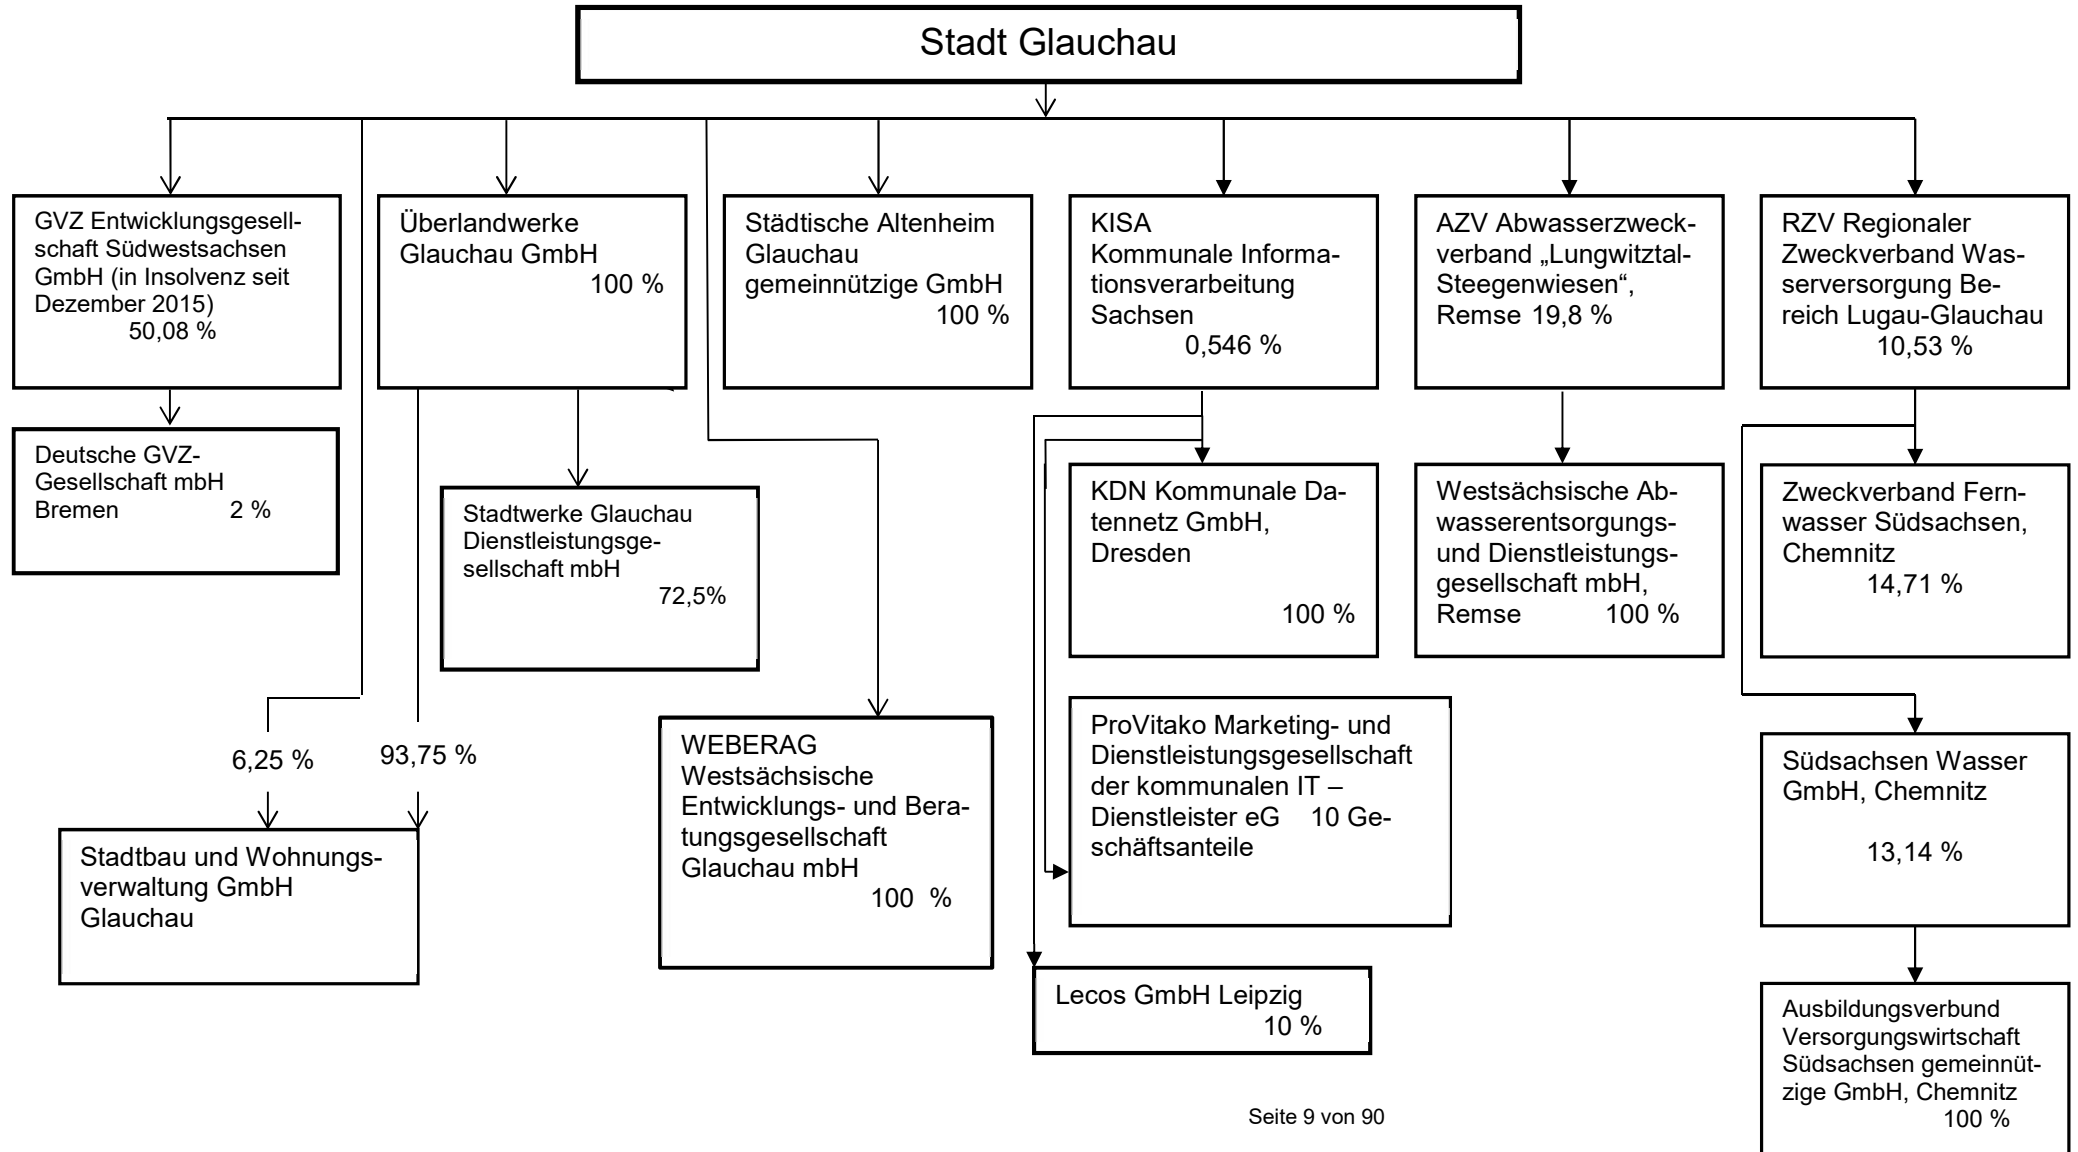 Stadt Glauchau
GVZ Entwicklungsgesell-
schaft Südwestsachsen
GmbH (in Insolvenz seit
Dezember 2015)
50,08 %
Überlandwerke
Glauchau GmbH
100 %
Städtische Altenheim
Glauchau
gemeinnützige GmbH
100 %
KISA
Kommunale Informa-
tionsverarbeitung
Sachsen
0,546 %
AZV Abwasserzweck-
verband „Lungwitztal-
Steegenwiesen“,
Remse 19,8 %
RZV Regionaler
Zweckverband Was-
serversorgung Be-
reich Lugau-Glauchau
10,53 %
Deutsche GVZ-
Gesellschaft mbH
Bremen 2 %
Stadtwerke Glauchau
Dienstleistungsge-
sellschaft mbH
72,5%
KDN Kommunale Da-
tennetz GmbH,
Dresden
100 %
Westsächsische Ab-
wasserentsorgungs-
und Dienstleistungs-
gesellschaft mbH,
Remse 100 %
Zweckverband Fern-
wasser Südsachsen,
Chemnitz
14,71 %
6,25 %
93,75 %
Stadtbau und Wohnungs-
verwaltung GmbH
Glauchau
WEBERAG
Westsächsische
Entwicklungs- und Bera-
tungsgesellschaft
Glauchau mbH
100 %
ProVitako Marketing- und
Dienstleistungsgesellschaft
der kommunalen IT –
Dienstleister eG 10 Ge-
schäftsanteile
Südsachsen Wasser
GmbH, Chemnitz
13,14 %
Lecos GmbH Leipzig
10 %
Ausbildungsverbund
Versorgungswirtschaft
Südsachsen gemeinnüt-
zige GmbH, Chemnitz
100 %
Seite 9 von 90